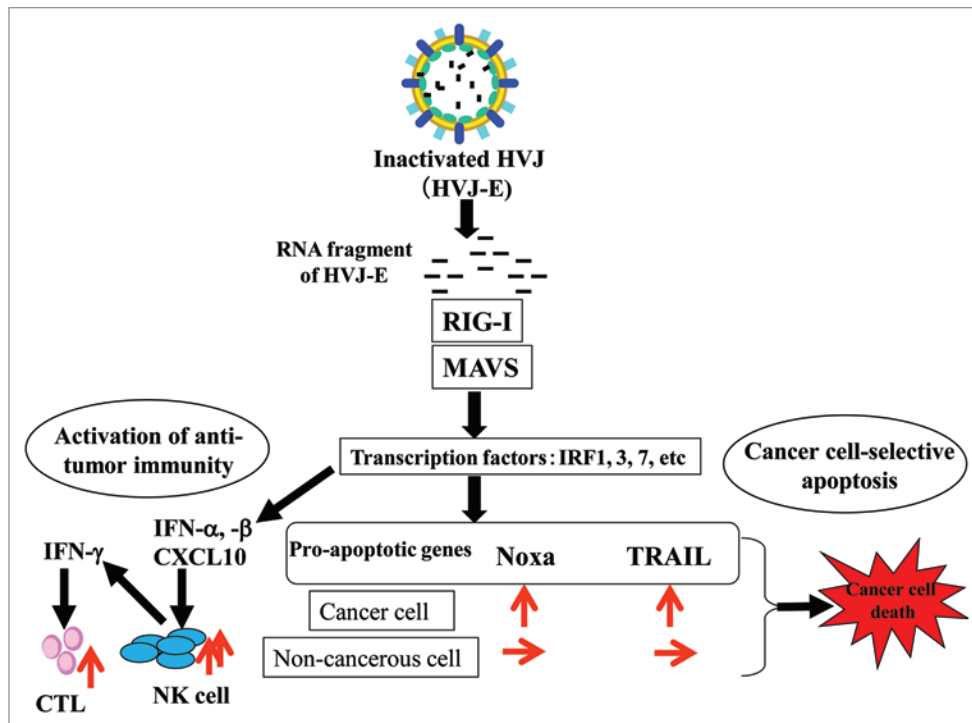 Inactivated HVJ
(HVJ-E)
RNA fragment
of HVJ-E
RIG-I
MAVS
Activation of anti-
tumor immunity
Transcription factors：IRF1, 3, 7, etc
Cancer cell-selective
apoptosis
IFN-α, -β
CXCL10
IFN-γ
Pro-apoptotic genes Noxa TRAIL
Cancer cell
Non-cancerous cell
Cancer cell
death
CTL
NK cell